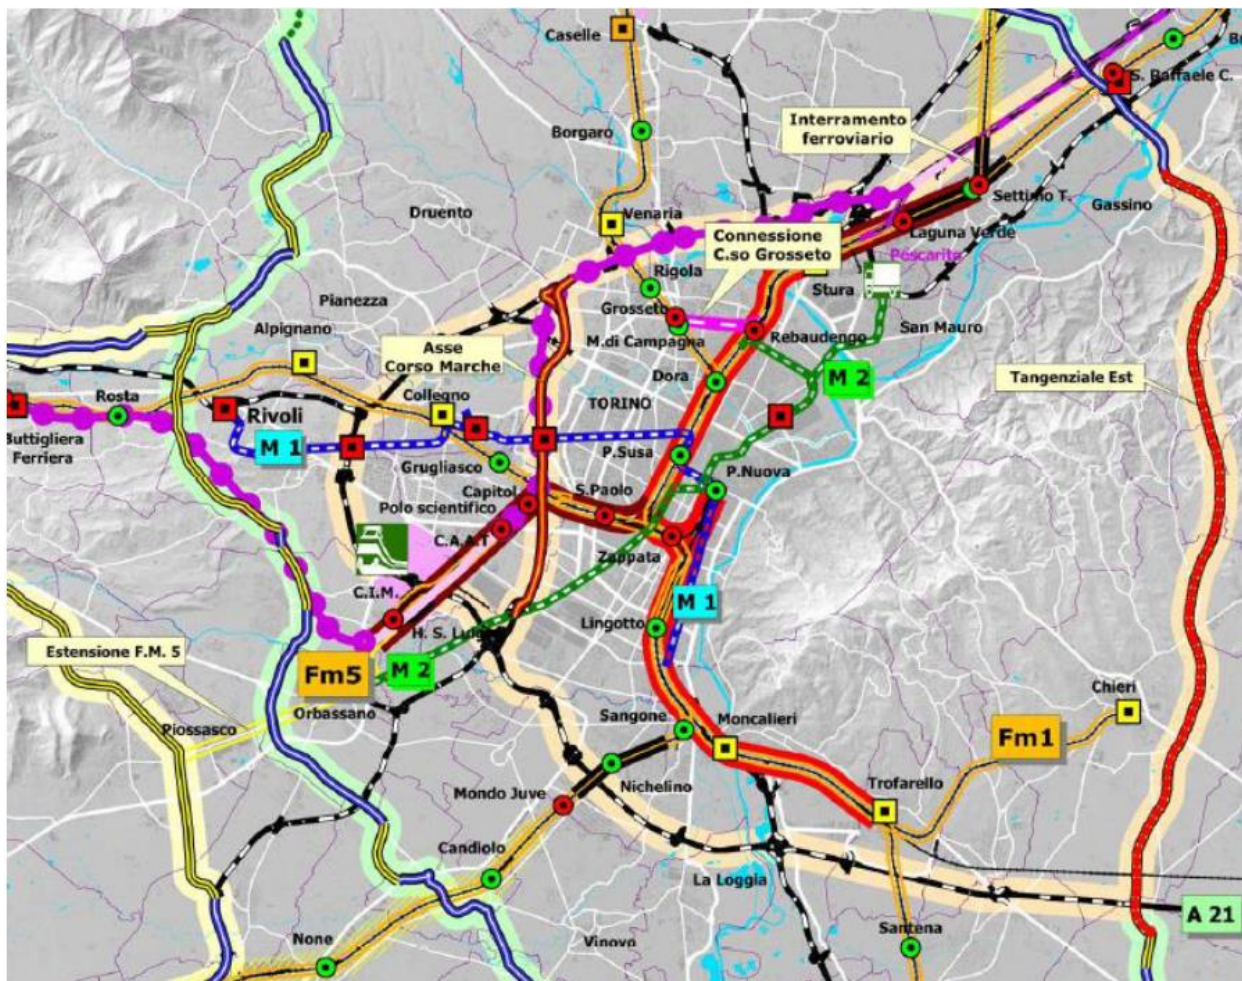 Caselle
S. Raffaele C.
Borgaro
Interramento
ferroviario
Druento
Venaria
Settimo T.
Gassino
Connessione
C.so Grosseto
Laguna Verde
Pescarito
Rigola
Pianezza
Grosseto
Stura
San Mauro
Alpignano
Asse
Corso Marche
M.di Campagna
Rebaudengo
Dora
M 2
Tangenziale Est
Rosta
Rivoli
Collegno
TORINO
Buttigliera
Ferriera
M 1
Grugliasco
P.Susa
P.Nuova
Capitol
S.Paolo
Polo scientifico
C.A.A.T
Zappata
C.I.M.
M 1
Lingotto
H. S. Luigi
Estensione F.M. 5
Fm5
M 2
Orbassano
Piossasco
Sangone
Moncalieri
Chieri
Fm1
Nichelino
Mondo Juve
Trofarello
Candiolo
La Loggia
A 21
None
Vinovo
Santena